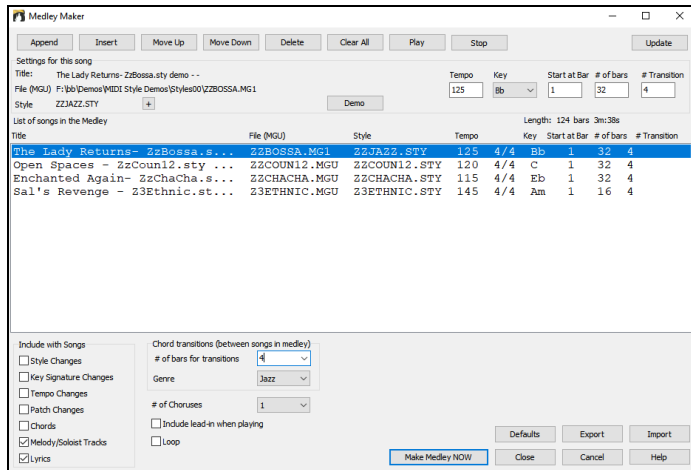 Medley Maker
Append Insert Move Up Move Down Delete Clear All Play Stop Update
Settings for this song
Title: The Lady Returns- ZzBossa.sty demo - - Tempo Key Start at Bar # of bars # Transition
File (MGU) F:\bb\Demos\MIDI Style Demos\Styles00\ZZBOSSA.MG1 125 Bb 1 32 4
Style ZZJAZZ.STY + Demo
List of songs in the Medley Length: 124 bars 3m:38s
Title File (MGU) Style Tempo Key Start at Bar # of bars # Transition
The Lady Returns- ZzBossa.s... ZZBOSSA.MG1 ZZJAZZ.STY 125 4/4 Bb 1 32 4
Open Spaces - ZzCoun12.sty ... ZZCOUN12.MGU ZZCOUN12.STY 120 4/4 C 1 32 4
Enchanted Again- ZzChaCha.s... ZZCHACHA.MGU ZZCHACHA.STY 115 4/4 Eb 1 32 4
Sal's Revenge - Z3Ethnic.st... Z3ETHNIC.MGU Z3ETHNIC.STY 145 4/4 Am 1 16 4
Include with Songs
Style Changes
Key Signature Changes
Tempo Changes
Patch Changes
Chords
Melody/Soloist Tracks
Lyrics
Chord transitions (between songs in medley)
# of bars for transitions 4
Genre Jazz
# of Choruses 1
Include lead-in when playing
Loop
Defaults Export Import
Make Medley NOW Close Cancel Help